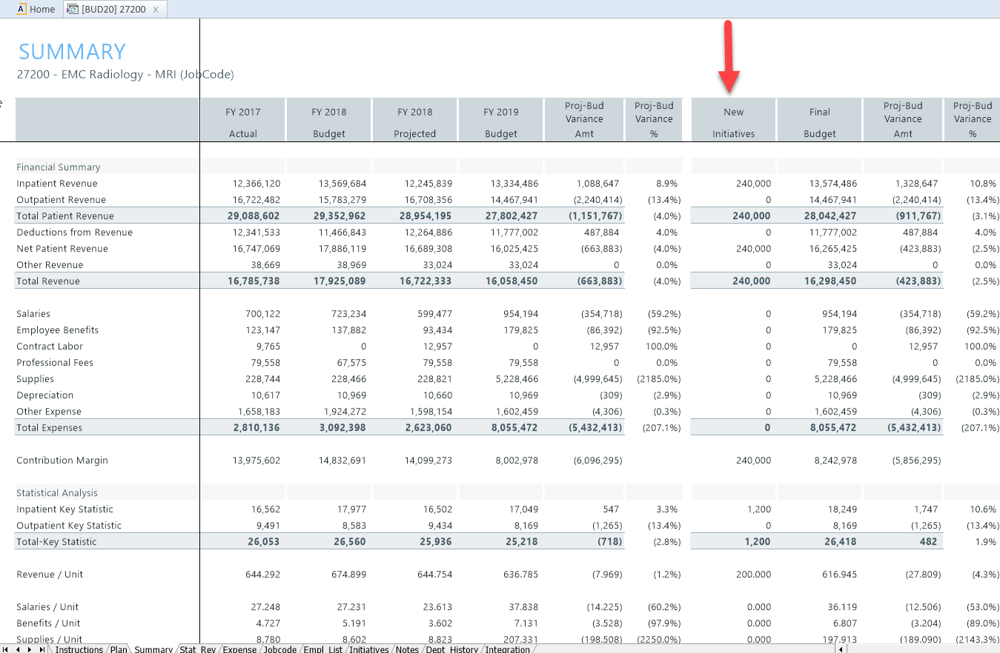 A Home [BUD20] 27200 x
SUMMARY
27200 - EMC Radiology - MRI (JobCode)
FY 2017 Actual FY 2018 Budget FY 2018 Projected FY 2019 Budget Proj-Bud Variance Amt Proj-Bud Variance % New Initiatives Final Budget Proj-Bud Variance Amt Proj-Bud Variance %
Financial Summary
Inpatient Revenue 12,366,120 13,569,684 12,245,839 13,334,486 1,088,647 8.9% 240,000 13,574,486 1,328,647 10.8%
Outpatient Revenue 16,722,482 15,783,279 16,708,356 14,467,941 (2,240,414) (13.4%) 0 14,467,941 (2,240,414) (13.4%)
Total Patient Revenue 29,088,602 29,352,962 28,954,195 27,802,427 (1,151,767) (4.0%) 240,000 28,042,427 (911,767) (3.1%)
Deductions from Revenue 12,341,533 11,466,843 12,264,886 11,777,002 487,884 4.0% 0 11,777,002 487,884 4.0%
Net Patient Revenue 16,747,069 17,886,119 16,689,308 16,025,425 (663,883) (4.0%) 240,000 16,265,425 (423,883) (2.5%)
Other Revenue 38,669 38,969 33,024 33,024 0 0.0% 0 33,024 0 0.0%
Total Revenue 16,785,738 17,925,089 16,722,333 16,058,450 (663,883) (4.0%) 240,000 16,298,450 (423,883) (2.5%)
Salaries 700,122 723,234 599,477 954,194 (354,718) (59.2%) 0 954,194 (354,718) (59.2%)
Employee Benefits 123,147 137,882 93,434 179,825 (86,392) (92.5%) 0 179,825 (86,392) (92.5%)
Contract Labor 9,765 0 12,957 0 12,957 100.0% 0 0 12,957 100.0%
Professional Fees 79,558 67,575 79,558 79,558 0 0.0% 0 79,558 0 0.0%
Supplies 228,744 228,466 228,821 5,228,466 (4,999,645) (2185.0%) 0 5,228,466 (4,999,645) (2185.0%)
Depreciation 10,617 10,969 10,660 10,969 (309) (2.9%) 0 10,969 (309) (2.9%)
Other Expense 1,658,183 1,924,272 1,598,154 1,602,459 (4,306) (0.3%) 0 1,602,459 (4,306) (0.3%)
Total Expenses 2,810,136 3,092,398 2,623,060 8,055,472 (5,432,413) (207.1%) 0 8,055,472 (5,432,413) (207.1%)
Contribution Margin 13,975,602 14,832,691 14,099,273 8,002,978 (6,096,295) 240,000 8,242,978 (5,856,295)
Statistical Analysis
Inpatient Key Statistic 16,562 17,977 16,502 17,049 547 3.3% 1,200 18,249 1,747 10.6%
Outpatient Key Statistic 9,491 8,583 9,434 8,169 (1,265) (13.4%) 0 8,169 (1,265) (13.4%)
Total-Key Statistic 26,053 26,560 25,936 25,218 (718) (2.8%) 1,200 26,418 482 1.9%
Revenue / Unit 644.292 674.899 644.754 636.785 (7.969) (1.2%) 200.000 616.945 (27.809) (4.3%)
Salaries / Unit 27.248 27.231 23.613 37.838 (14.225) (60.2%) 0.000 36.119 (12.506) (53.0%)
Benefits / Unit 4.727 5.191 3.602 7.131 (3.528) (97.9%) 0.000 6.807 (3.204) (89.0%)
Supplies / Unit 8.780 8.602 8.823 207.331 (198.508) (2250.0%) 0.000 197.913 (189.090) (2143.3%)
Instructions Plan Summary Stat_Rev Expense Jobcode Empl_List Initiatives Notes Dept_History Integration